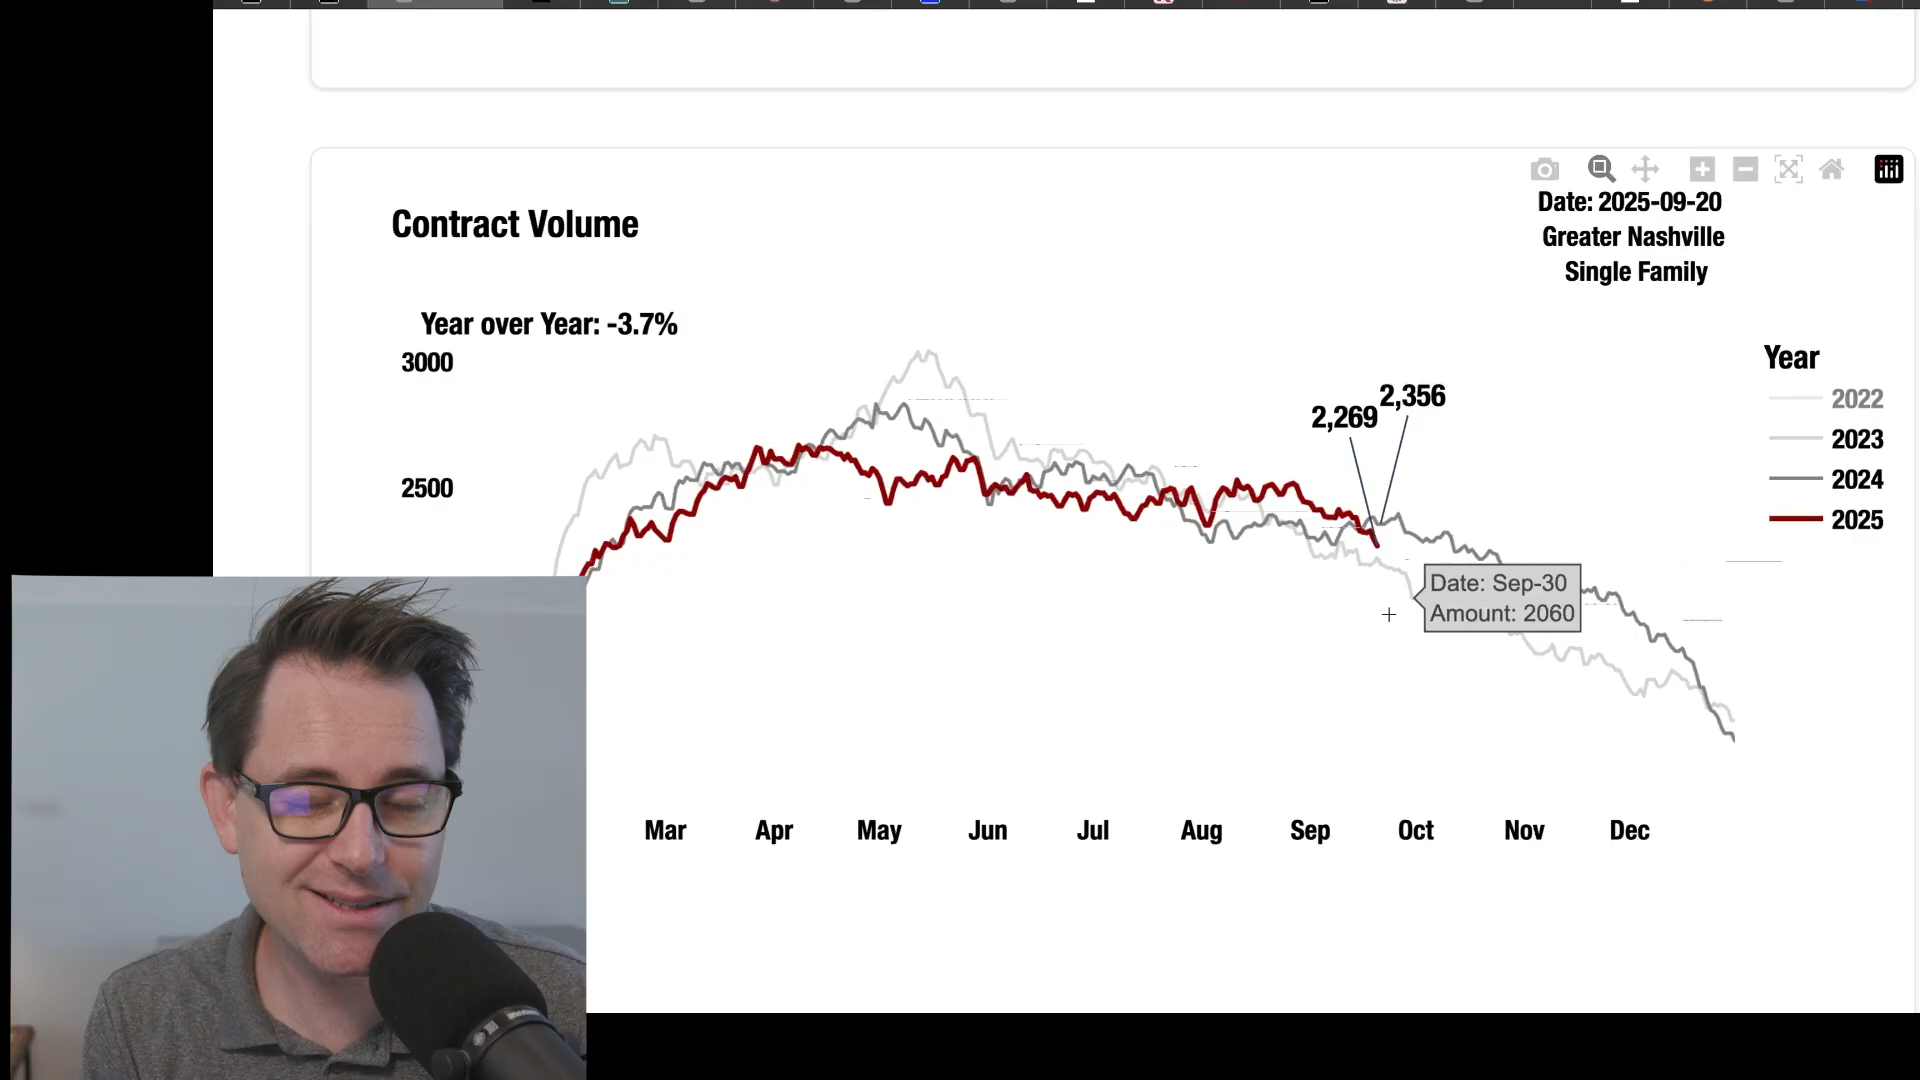 Date: 2025-09-20
Greater Nashville
Single Family
Contract Volume
Year over Year: -3.7%
3000
2500
2,269
2,356
Year
2022
2023
2024
2025
Date: Sep-30
Amount: 2060
Mar
Apr
May
Jun
Jul
Aug
Sep
Oct
Nov
Dec